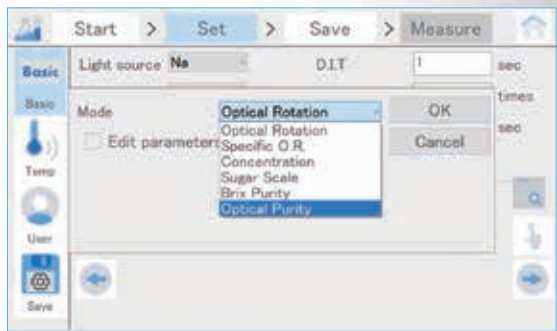 Start > Set > Save > Measure
Basic
Light source Na D.I.T 1 sec
Basic
times
Mode Optical Rotation OK
sec
Edit parameters
Optical Rotation
Cancel
Specific O.R.
Concentration
Temp
Sugar Scale
Brix Purity
Optical Purity
User
Save